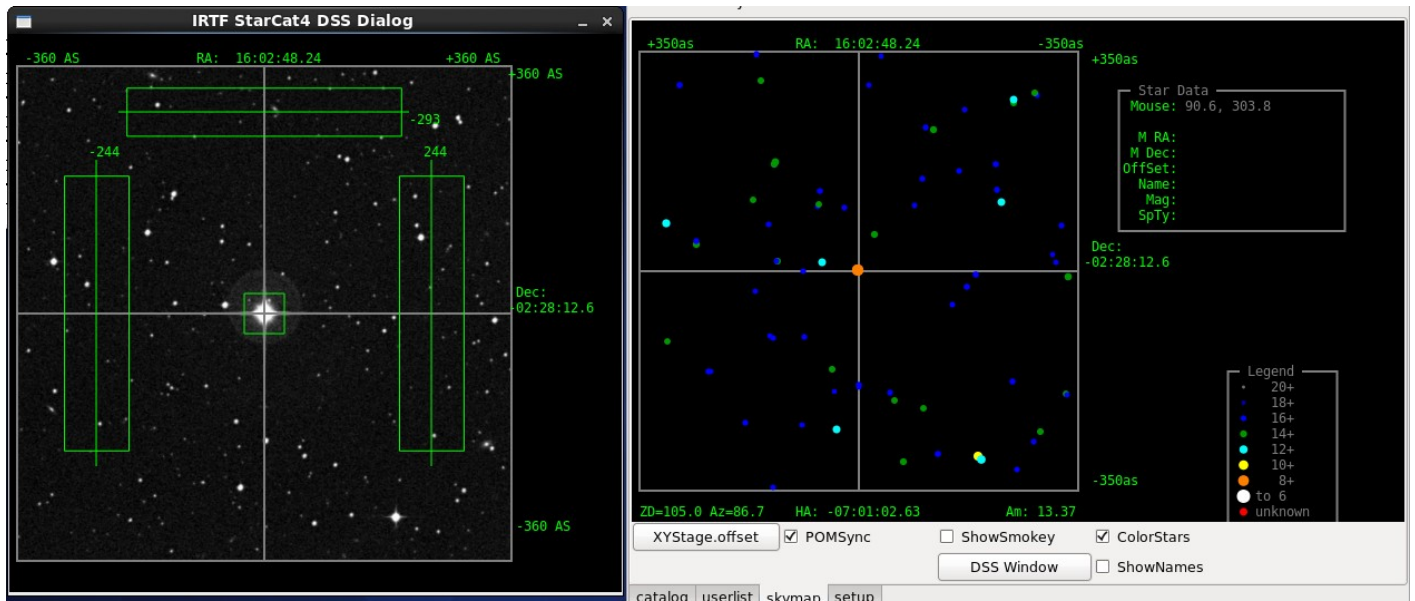 IRTF StarCat4 DSS Dialog
-360 AS RA: 16:02:48.24 +360 AS
+360 AS
-293
-244 244
Dec:
-02:28:12.6
-360 AS
+350as RA: 16:02:48.24 -350as
+350as
Star Data
Mouse: 90.6, 303.8
M RA:
M Dec:
OffSet:
Name:
Mag:
SpTy:
Dec:
-02:28:12.6
Legend
20+
18+
16+
14+
12+
10+
8+
to 6
unknown
-350as
ZD=105.0 Az=86.7 HA: -07:01:02.63 Am: 13.37
XYStage.offset POMSync ShowSmokey ColorStars
DSS Window ShowNames
catalog userlist skymap setup